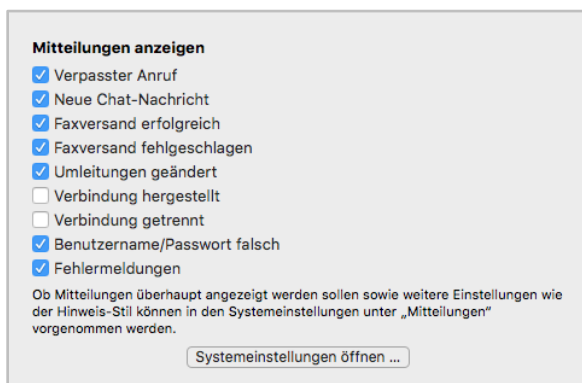 Mitteilungen anzeigen
Verpasster Anruf
Neue Chat-Nachricht
Faxversand erfolgreich
Faxversand fehlgeschlagen
Umleitungen geändert
Verbindung hergestellt
Verbindung getrennt
Benutzername/Passwort falsch
Fehlermeldungen
Ob Mitteilungen überhaupt angezeigt werden sollen sowie weitere Einstellungen wie
der Hinweis-Stil können in den Systemeinstellungen unter „Mitteilungen“
vorgenommen werden.
Systemeinstellungen öffnen ...